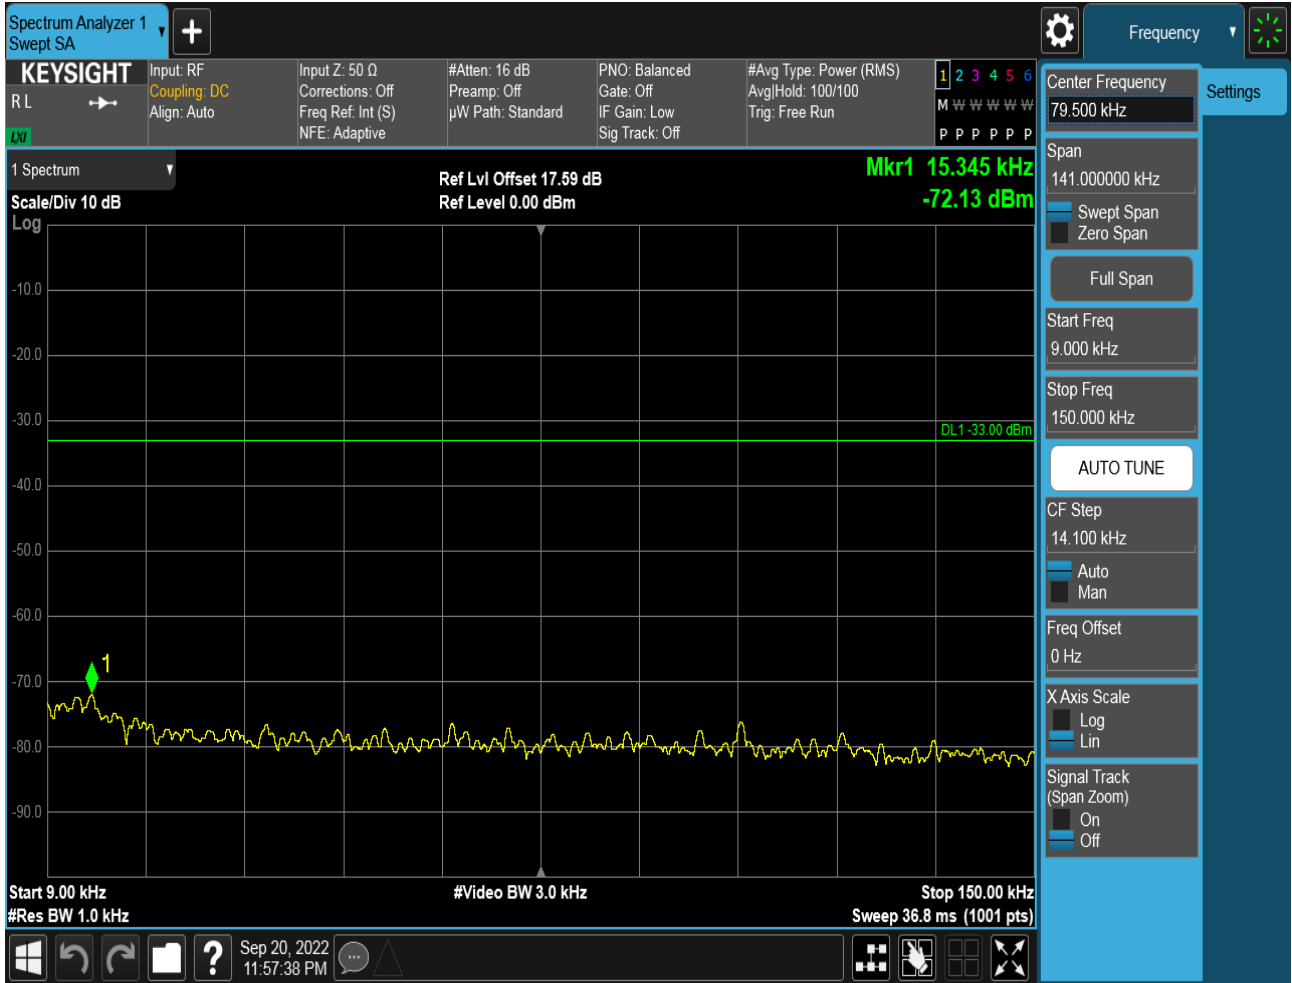 Spectrum Analyzer 1
Swept SA
+
Frequency
KEYSIGHT
R L
LXI
Input: RF
Coupling: DC
Align: Auto
Input Z: 50 Ω
Corrections: Off
Freq Ref: Int (S)
NFE: Adaptive
#Atten: 16 dB
Preamp: Off
µW Path: Standard
PNO: Balanced
Gate: Off
IF Gain: Low
Sig Track: Off
#Avg Type: Power (RMS)
Avg|Hold: 100/100
Trig: Free Run
1 2 3 4 5 6
M W W W W W
P P P P P P
1 Spectrum
Scale/Div 10 dB
Log
Ref Lvl Offset 17.59 dB
Ref Level 0.00 dBm
Mkr1 15.345 kHz
-72.13 dBm
-10.0
-20.0
-30.0
DL1 -33.00 dBm
-40.0
-50.0
-60.0
1
-70.0
-80.0
-90.0
Start 9.00 kHz
#Res BW 1.0 kHz
#Video BW 3.0 kHz
Stop 150.00 kHz
Sweep 36.8 ms (1001 pts)
?
Sep 20, 2022
11:57:38 PM
Center Frequency
79.500 kHz
Span
141.000000 kHz
Swept Span
Zero Span
Full Span
Start Freq
9.000 kHz
Stop Freq
150.000 kHz
AUTO TUNE
CF Step
14.100 kHz
Auto
Man
Freq Offset
0 Hz
X Axis Scale
Log
Lin
Signal Track
(Span Zoom)
On
Off
Settings